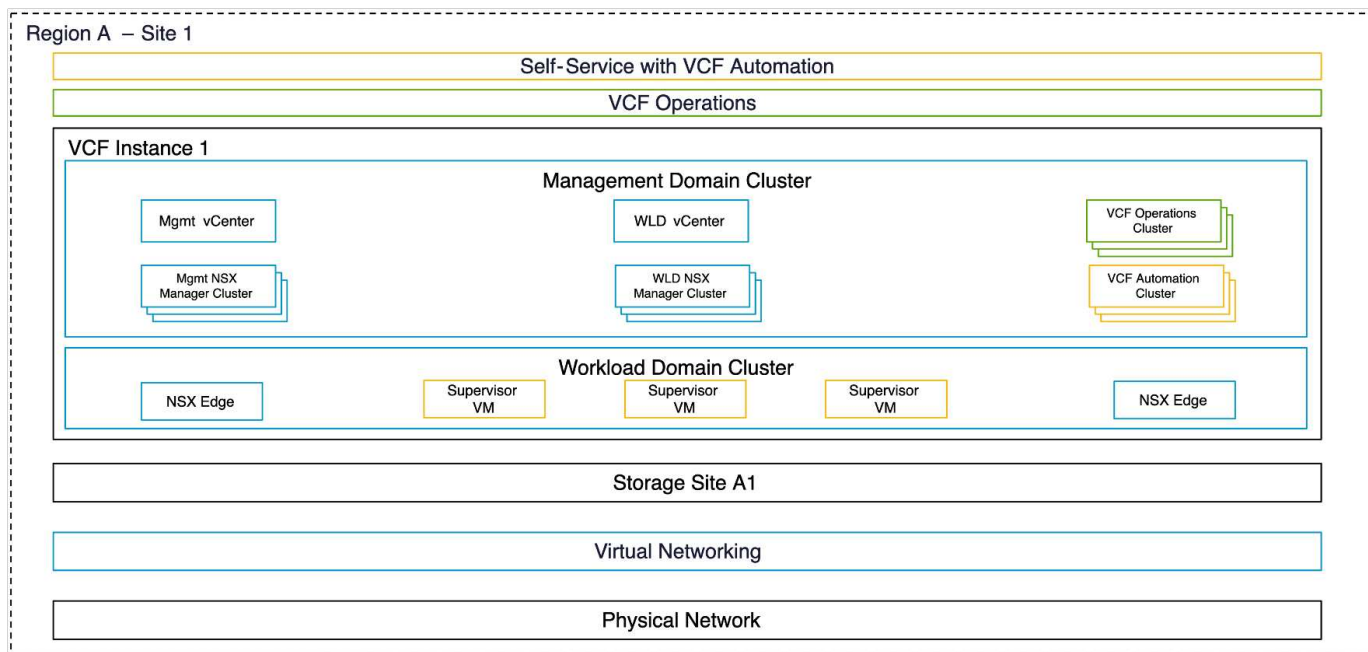 Region A – Site 1
Self-Service with VCF Automation
VCF Operations
VCF Instance 1
Management Domain Cluster
Mgmt vCenter
WLD vCenter
VCF Operations
Cluster
Mgmt NSX
Manager Cluster
WLD NSX
Manager Cluster
VCF Automation
Cluster
Workload Domain Cluster
NSX Edge
Supervisor
VM
Supervisor
VM
Supervisor
VM
NSX Edge
Storage Site A1
Virtual Networking
Physical Network